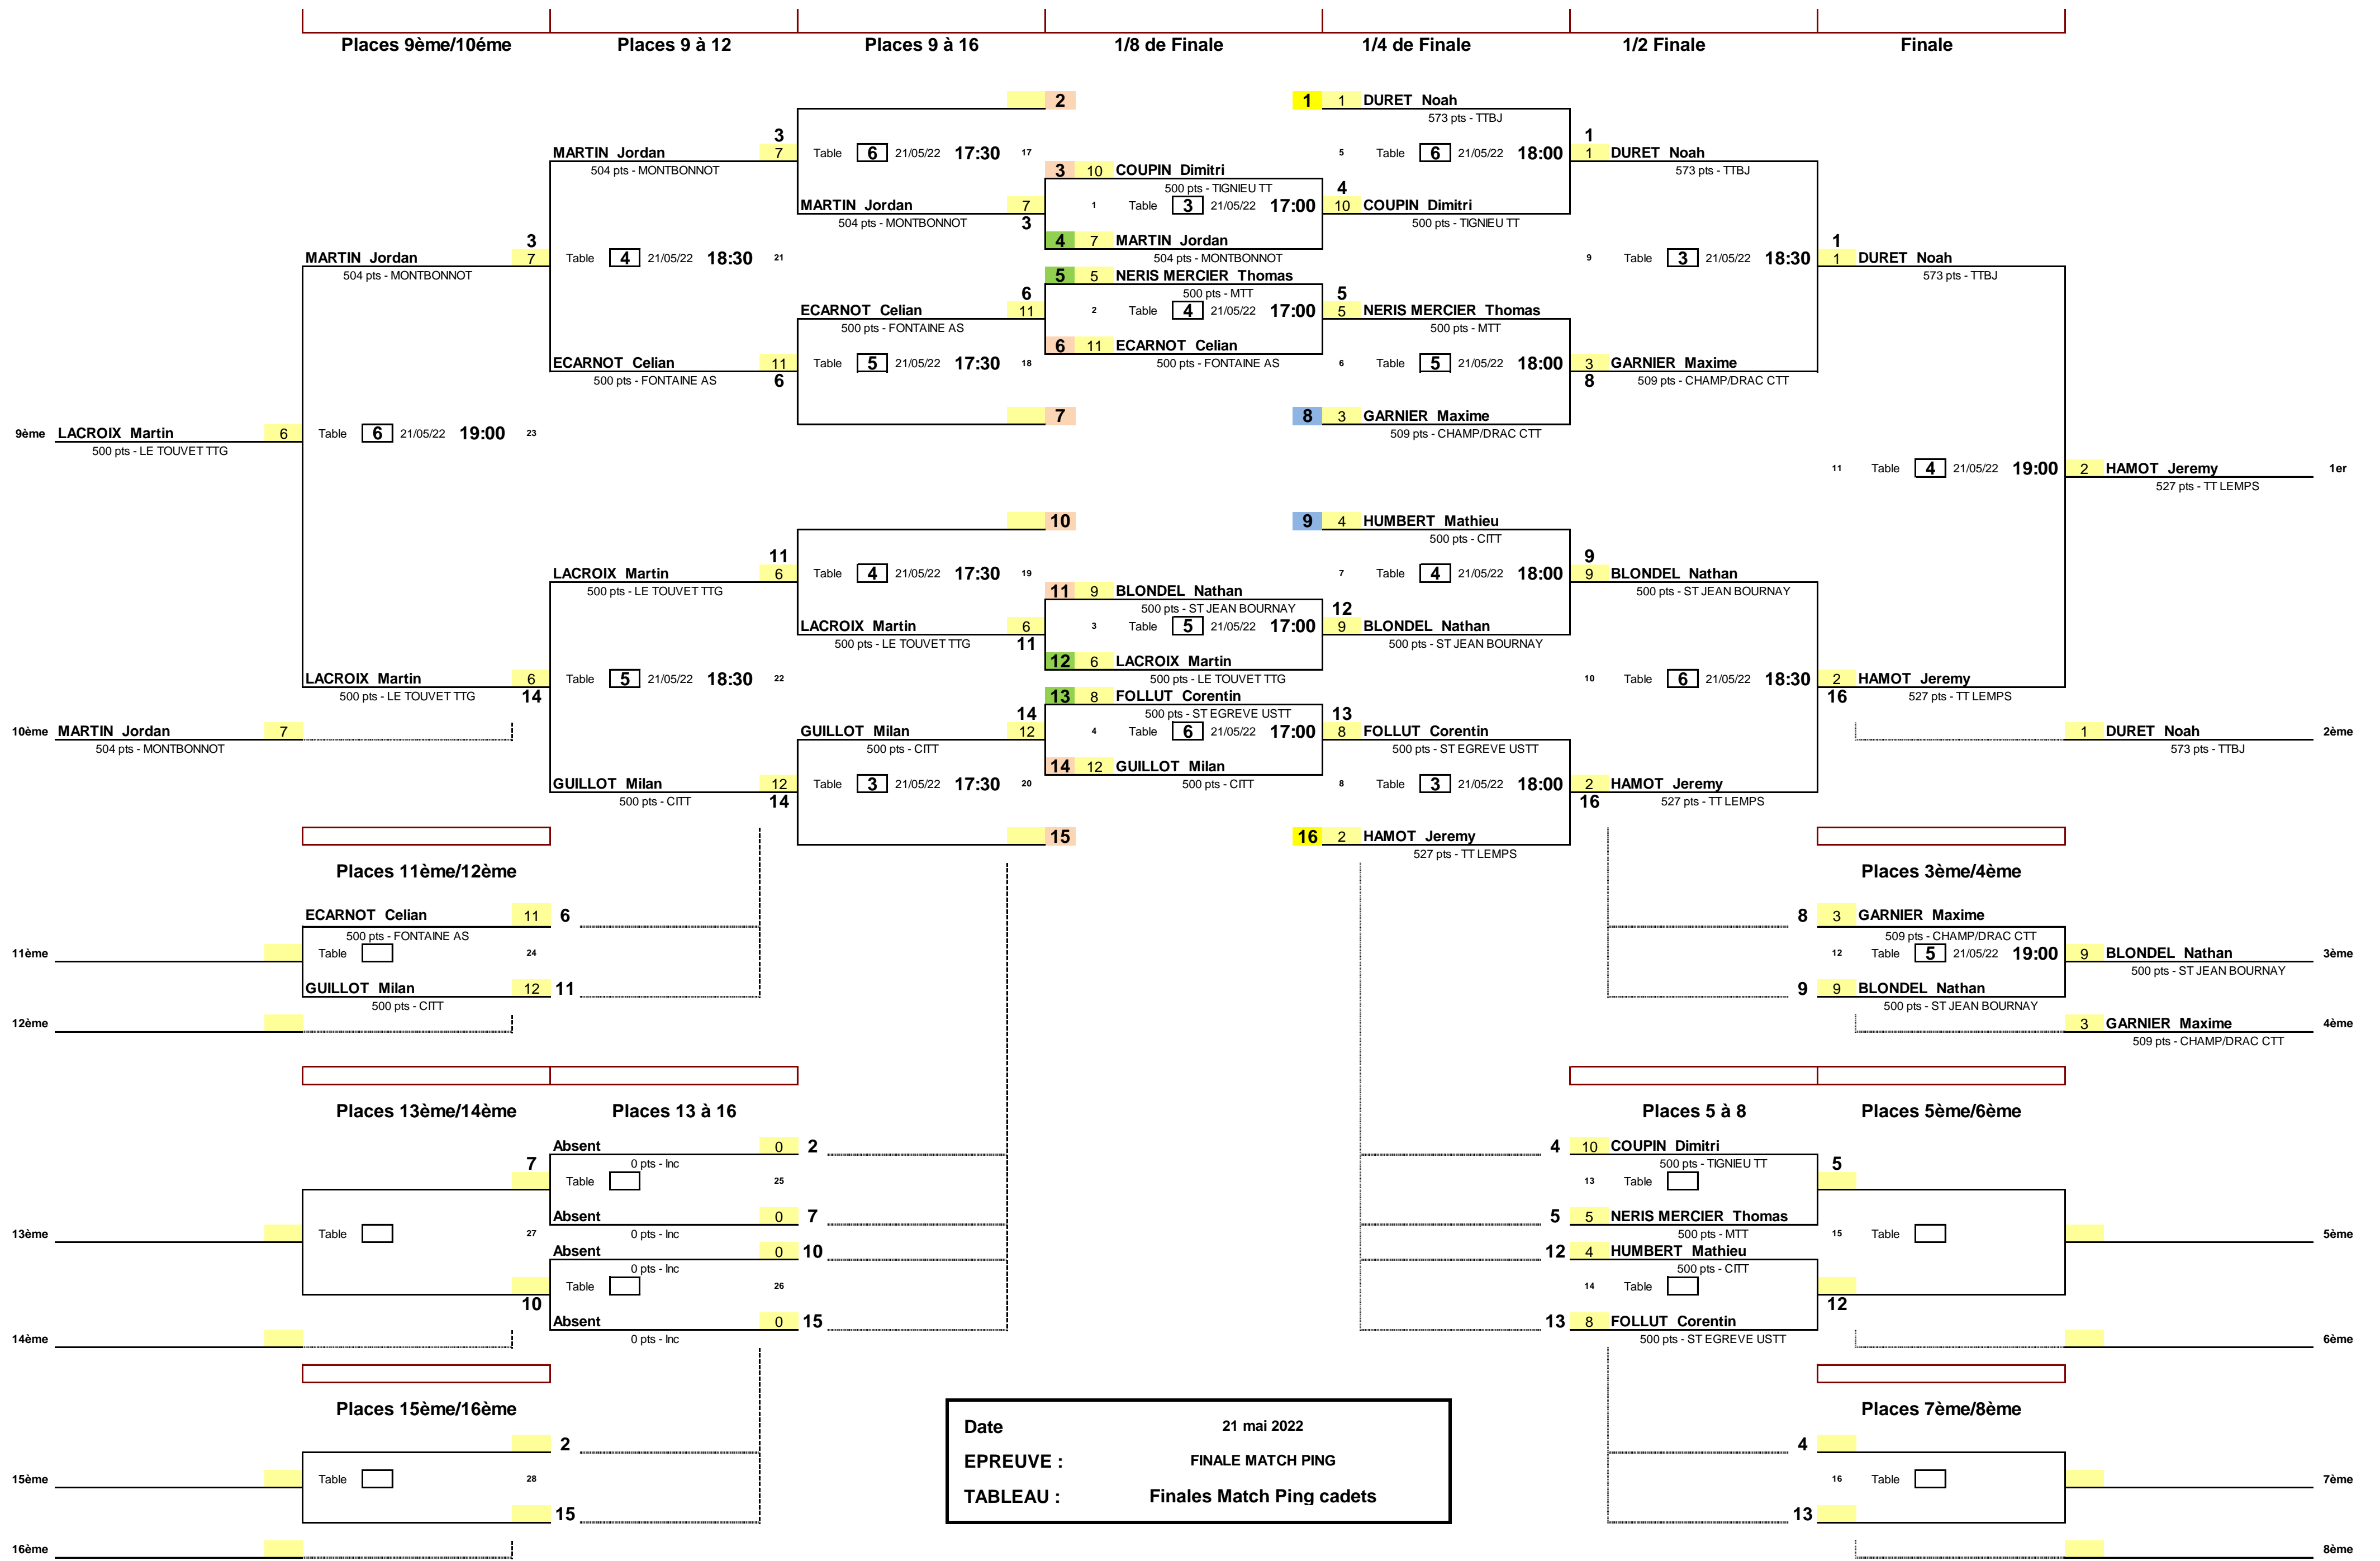 Places 9ème/10éme Places 9 à 12 Places 9 à 16 1/8 de Finale 1/4 de Finale 1/2 Finale Finale
2 1 1 DURET Noah
573 pts - TTBJ
3 1
MARTIN Jordan 7 Table 6 21/05/22 17:30 17 5 Table 6 21/05/22 18:00 1 DURET Noah
504 pts - MONTBONNOT 3 10 COUPIN Dimitri 573 pts - TTBJ
500 pts - TIGNIEU TT 4
MARTIN Jordan 7 1 Table 3 21/05/22 17:00 10 COUPIN Dimitri
504 pts - MONTBONNOT 3 500 pts - TIGNIEU TT
3 4 7 MARTIN Jordan 1
MARTIN Jordan 7 Table 4 21/05/22 18:30 21 504 pts - MONTBONNOT 9 Table 3 21/05/22 18:30 1 DURET Noah
504 pts - MONTBONNOT 5 5 NERIS MERCIER Thomas 573 pts - TTBJ
6 500 pts - MTT 5
ECARNOT Celian 11 2 Table 4 21/05/22 17:00 5 NERIS MERCIER Thomas
500 pts - FONTAINE AS 500 pts - MTT
6 11 ECARNOT Celian
ECARNOT Celian 11 Table 5 21/05/22 17:30 18 500 pts - FONTAINE AS 6 Table 5 21/05/22 18:00 3 GARNIER Maxime
500 pts - FONTAINE AS 6 8 509 pts - CHAMP/DRAC CTT
7 8 3 GARNIER Maxime
9ème LACROIX Martin 6 Table 6 21/05/22 19:00 23 509 pts - CHAMP/DRAC CTT
500 pts - LE TOUVET TTG
11 Table 4 21/05/22 19:00 2 HAMOT Jeremy 1er
527 pts - TT LEMPS
10 9 4 HUMBERT Mathieu
500 pts - CITT
11 9
LACROIX Martin 6 Table 4 21/05/22 17:30 19 7 Table 4 21/05/22 18:00 9 BLONDEL Nathan
500 pts - LE TOUVET TTG 11 9 BLONDEL Nathan 500 pts - ST JEAN BOURNAY
500 pts - ST JEAN BOURNAY 12
LACROIX Martin 6 3 Table 5 21/05/22 17:00 9 BLONDEL Nathan
500 pts - LE TOUVET TTG 11 500 pts - ST JEAN BOURNAY
12 6 LACROIX Martin
LACROIX Martin 6 Table 5 21/05/22 18:30 22 500 pts - LE TOUVET TTG 10 Table 6 21/05/22 18:30 2 HAMOT Jeremy
500 pts - LE TOUVET TTG 14 13 8 FOLLUT Corentin 16 527 pts - TT LEMPS
14 500 pts - ST EGREVE USTT 13
10ème MARTIN Jordan 7 GUILLOT Milan 12 4 Table 6 21/05/22 17:00 8 FOLLUT Corentin 1 DURET Noah 2ème
504 pts - MONTBONNOT 500 pts - CITT 500 pts - ST EGREVE USTT 573 pts - TTBJ
14 12 GUILLOT Milan
GUILLOT Milan 12 Table 3 21/05/22 17:30 20 500 pts - CITT 8 Table 3 21/05/22 18:00 2 HAMOT Jeremy
500 pts - CITT 14 16 527 pts - TT LEMPS
15 16 2 HAMOT Jeremy
527 pts - TT LEMPS
Places 11ème/12ème Places 3ème/4ème
ECARNOT Celian 11 6 8 3 GARNIER Maxime
500 pts - FONTAINE AS 509 pts - CHAMP/DRAC CTT
11ème Table 24 12 Table 5 21/05/22 19:00 9 BLONDEL Nathan 3ème
500 pts - ST JEAN BOURNAY
GUILLOT Milan 12 11 9 9 BLONDEL Nathan
500 pts - CITT 500 pts - ST JEAN BOURNAY
12ème 3 GARNIER Maxime 4ème
509 pts - CHAMP/DRAC CTT
Places 13ème/14ème Places 13 à 16 Places 5 à 8 Places 5ème/6ème
Absent 0 2 4 10 COUPIN Dimitri
7 0 pts - Inc 500 pts - TIGNIEU TT 5
Table 25 13 Table
Absent 0 7 5 5 NERIS MERCIER Thomas
13ème Table 27 0 pts - Inc 500 pts - MTT 15 Table 5ème
Absent 0 10 12 4 HUMBERT Mathieu
0 pts - Inc 500 pts - CITT
Table 26 14 Table
10 12
Absent 0 15 13 8 FOLLUT Corentin
14ème 0 pts - Inc 500 pts - ST EGREVE USTT 6ème
Places 15ème/16ème Places 7ème/8ème
Date 21 mai 2022
2 4
EPREUVE : FINALE MATCH PING
15ème Table 28 16 Table 7ème
TABLEAU : Finales Match Ping cadets
15 13
16ème 8ème